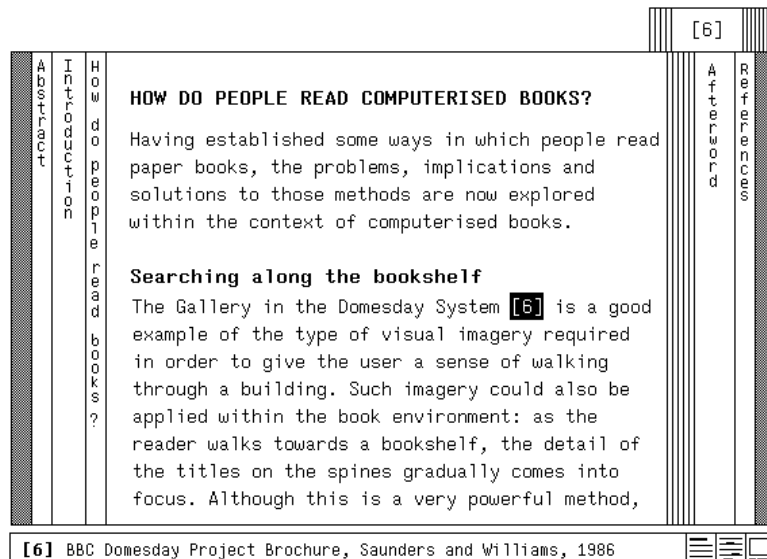 [6]
Abstract
Introduction
How do people read books?
HOW DO PEOPLE READ COMPUTERISED BOOKS?
Having established some ways in which people read
paper books, the problems, implications and
solutions to those methods are now explored
within the context of computerised books.
Searching along the bookshelf
The Gallery in the Domesday System [6] is a good
example of the type of visual imagery required
in order to give the user a sense of walking
through a building. Such imagery could also be
applied within the book environment: as the
reader walks towards a bookshelf, the detail of
the titles on the spines gradually comes into
focus. Although this is a very powerful method,
Afterword
References
[6] BBC Domesday Project Brochure, Saunders and Williams, 1986